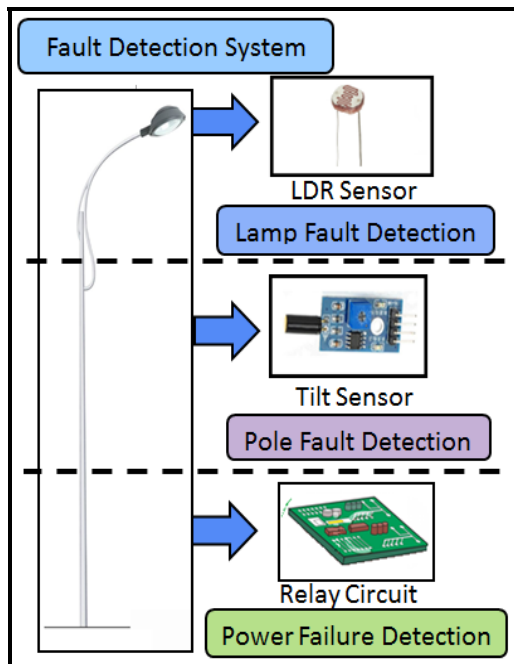 Fault Detection System
LDR Sensor
Lamp Fault Detection
Tilt Sensor
Pole Fault Detection
Relay Circuit
Power Failure Detection